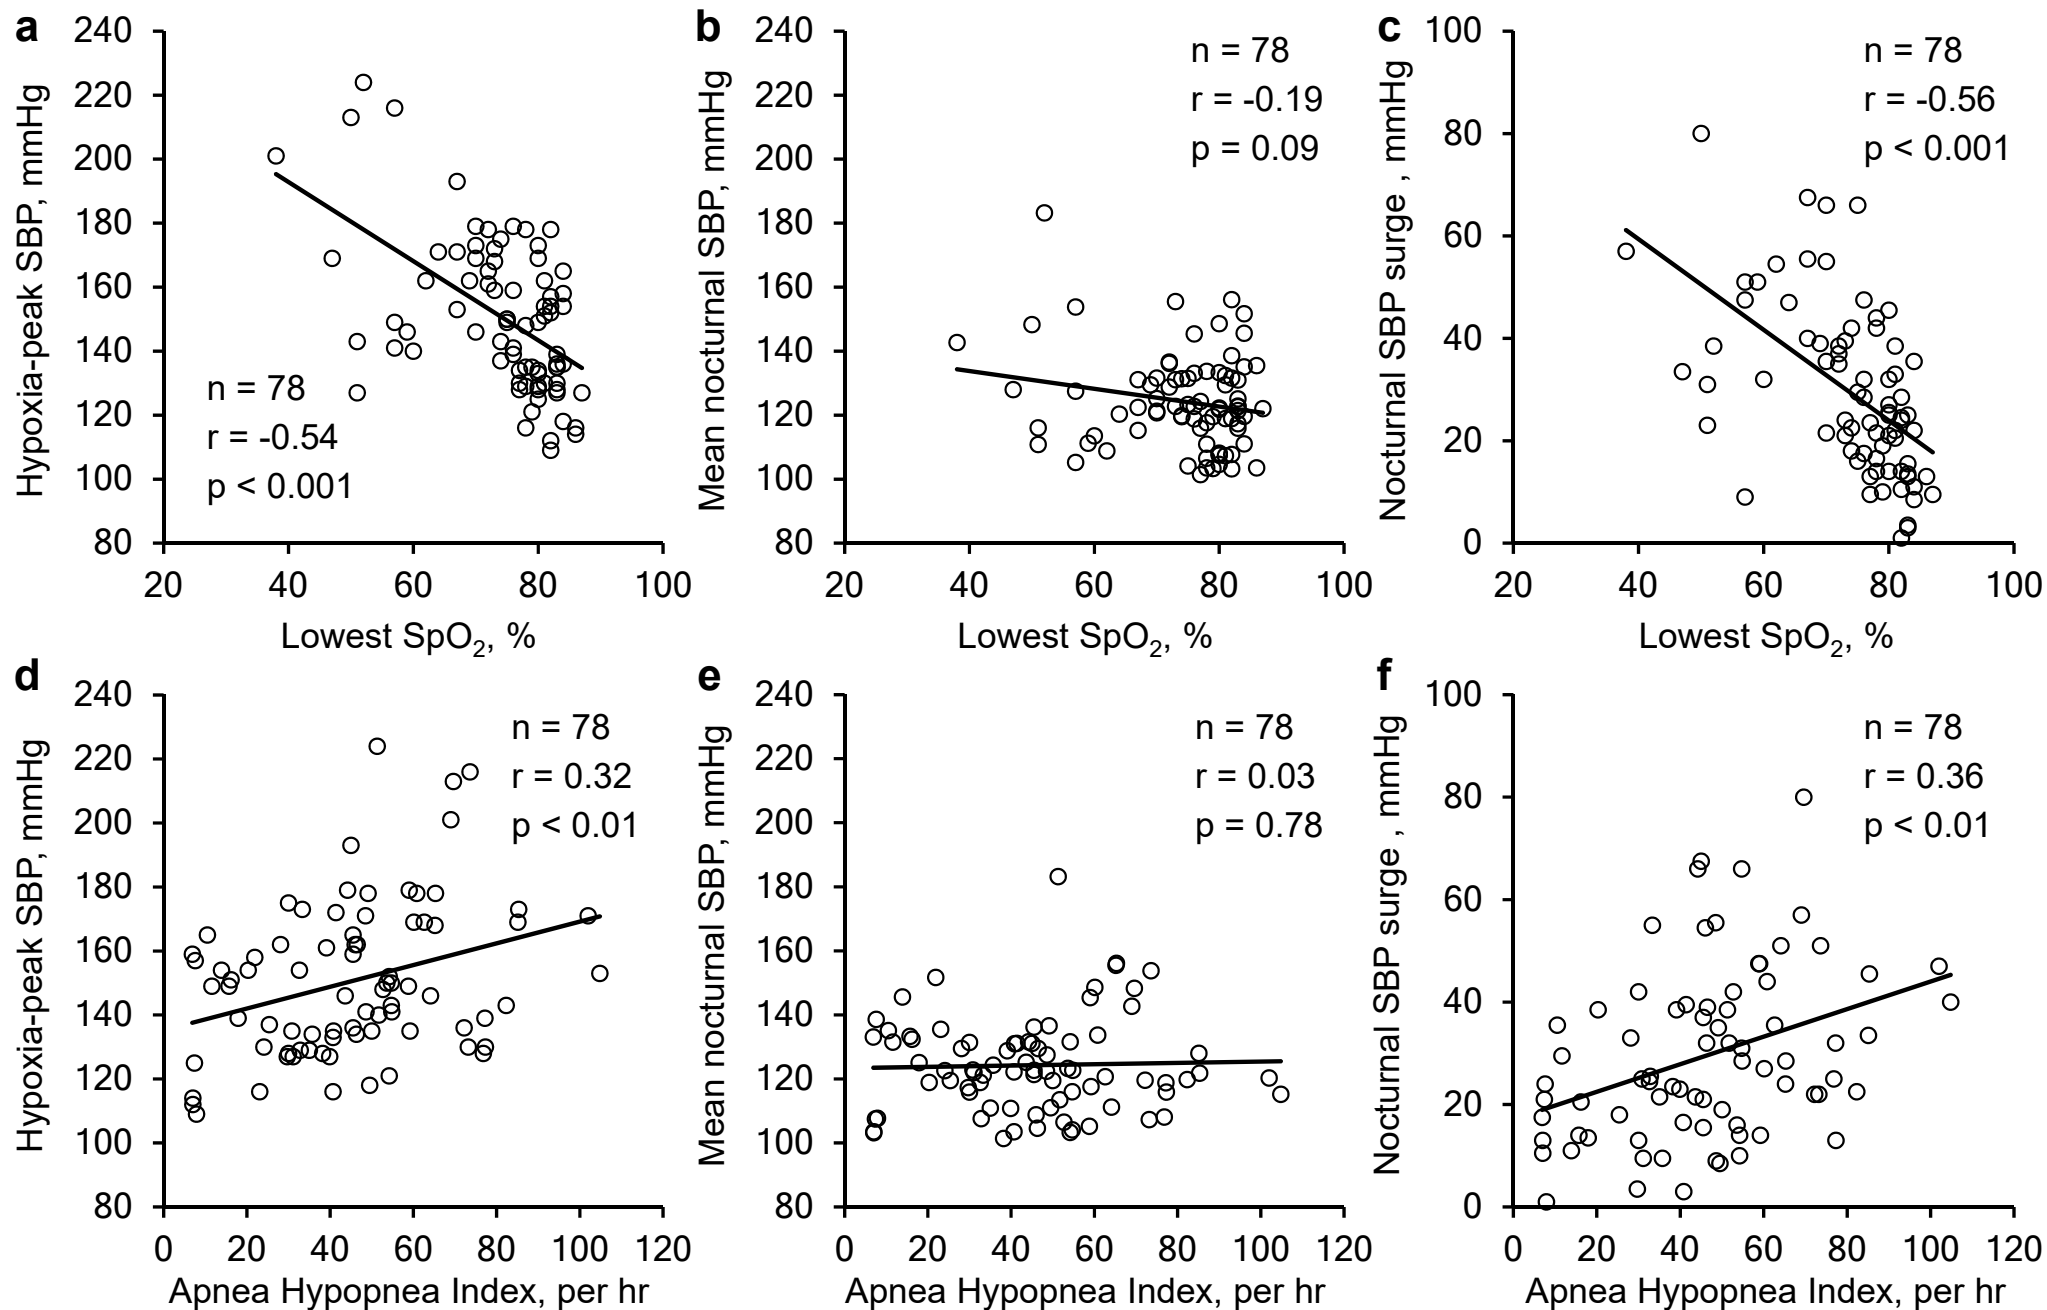 a
Hypoxia-peak SBP, mmHg
240
220
200
180
160
140
120
100
80
n = 78
r = -0.54
p < 0.001
20 40 60 80 100
Lowest SpO₂, %
b
Mean nocturnal SBP, mmHg
240
220
200
180
160
140
120
100
80
n = 78
r = -0.19
p = 0.09
20 40 60 80 100
Lowest SpO₂, %
c
Nocturnal SBP surge , mmHg
100
80
60
40
20
0
n = 78
r = -0.56
p < 0.001
20 40 60 80 100
Lowest SpO₂, %
d
Hypoxia-peak SBP, mmHg
240
220
200
180
160
140
120
100
80
n = 78
r = 0.32
p < 0.01
0 20 40 60 80 100 120
Apnea Hypopnea Index, per hr
e
Mean nocturnal SBP, mmHg
240
220
200
180
160
140
120
100
80
n = 78
r = 0.03
p = 0.78
0 20 40 60 80 100 120
Apnea Hypopnea Index, per hr
f
Nocturnal SBP surge , mmHg
100
80
60
40
20
0
n = 78
r = 0.36
p < 0.01
0 20 40 60 80 100 120
Apnea Hypopnea Index, per hr